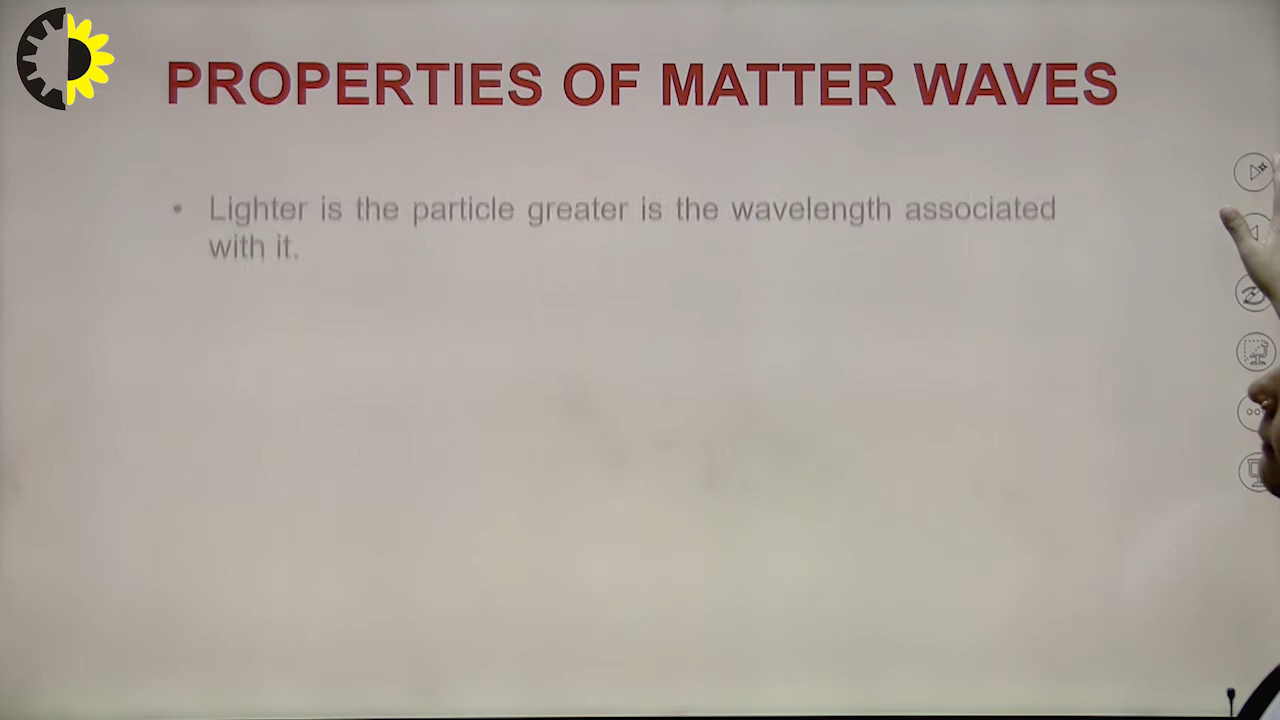 PROPERTIES OF MATTER WAVES
• Lighter is the particle greater is the wavelength associated
with it.